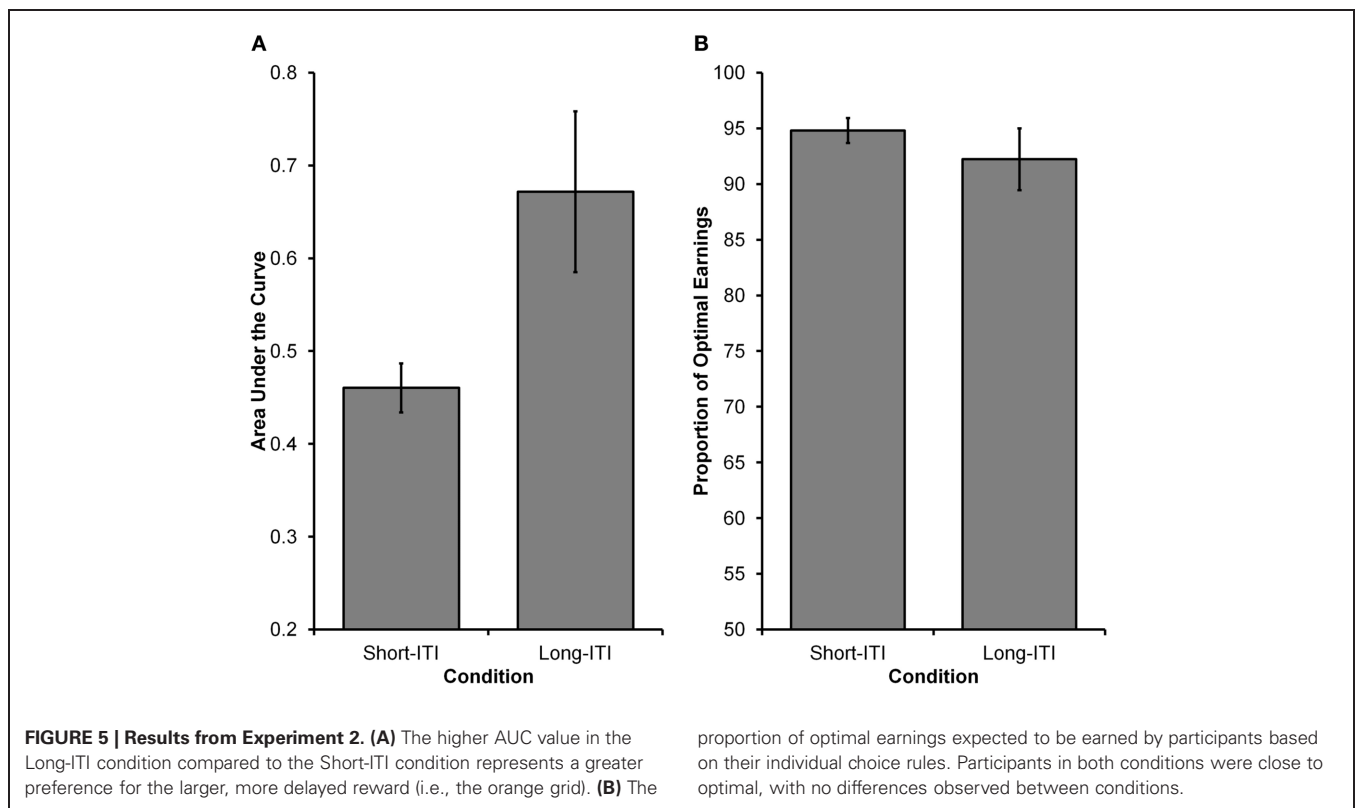 A
0.8
0.7
0.6
0.5
0.4
0.3
0.2
Area Under the Curve
Short-ITI Long-ITI
Condition
B
100
95
90
85
80
75
70
65
60
55
50
Proportion of Optimal Earnings
Short-ITI Long-ITI
Condition
FIGURE 5 | Results from Experiment 2. (A) The higher AUC value in the
Long-ITI condition compared to the Short-ITI condition represents a greater
preference for the larger, more delayed reward (i.e., the orange grid). (B) The
proportion of optimal earnings expected to be earned by participants based
on their individual choice rules. Participants in both conditions were close to
optimal, with no differences observed between conditions.